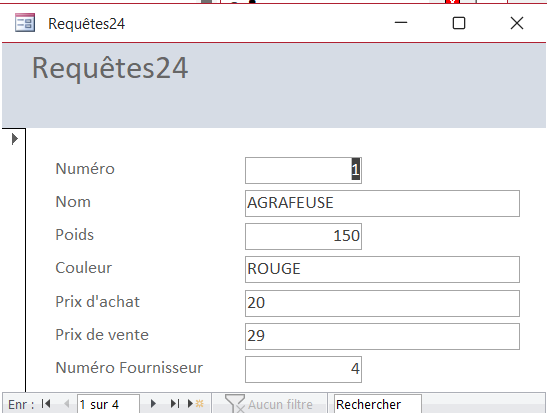 Requêtes24
Requêtes24
Numéro 1
Nom AGRAFEUSE
Poids 150
Couleur ROUGE
Prix d'achat 20
Prix de vente 29
Numéro Fournisseur 4
Enr : 1 sur 4 Aucun filtre Rechercher